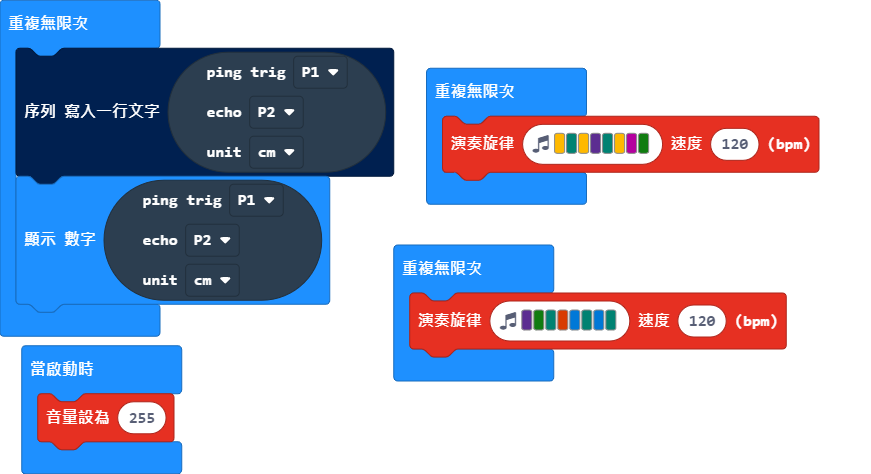 重複無限次
序列 寫入一行文字 ping trig P1
echo P2
unit cm
顯示 數字 ping trig P1
echo P2
unit cm
當啟動時
音量設為 255
重複無限次
演奏旋律 速度 120 (bpm)
重複無限次
演奏旋律 速度 120 (bpm)